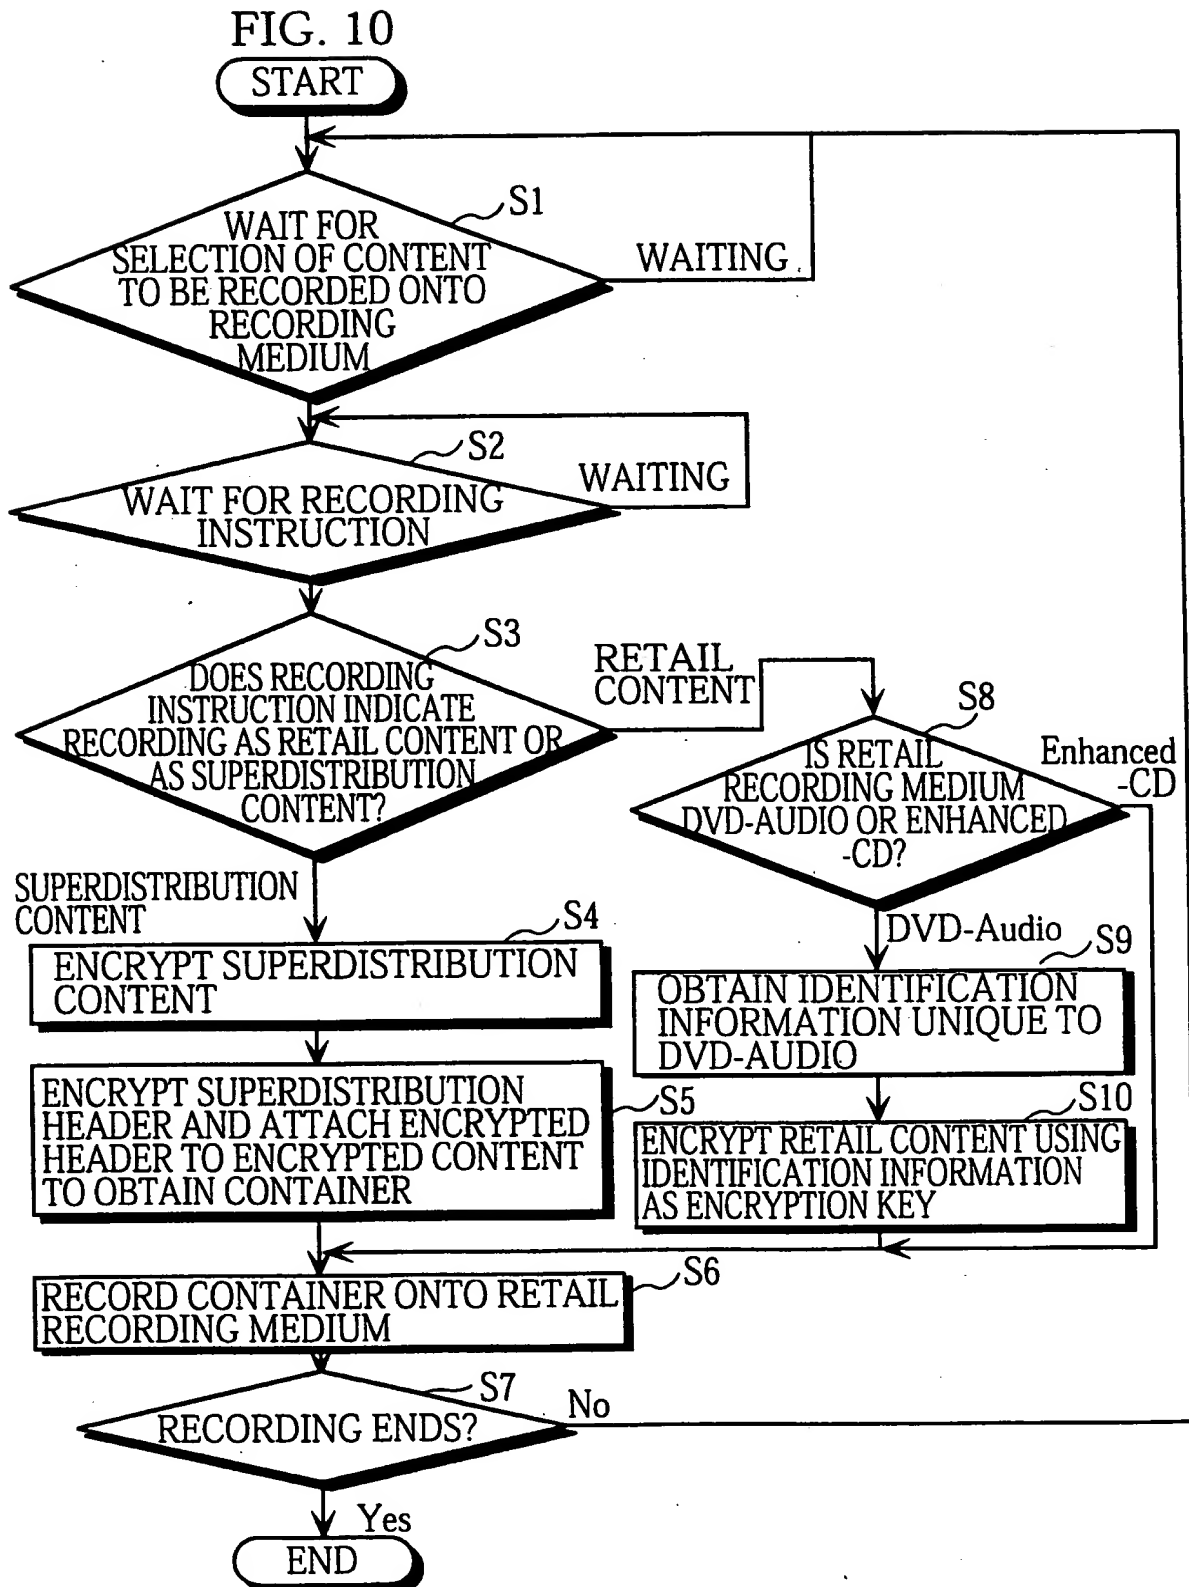 FIG. 10
START
S1
WAIT FOR
SELECTION OF CONTENT
TO BE RECORDED ONTO
RECORDING
MEDIUM
WAITING
S2
WAIT FOR RECORDING
INSTRUCTION
WAITING
S3
DOES RECORDING
INSTRUCTION INDICATE
RECORDING AS RETAIL CONTENT OR
AS SUPERDISTRIBUTION
CONTENT?
RETAIL
CONTENT
S8
IS RETAIL
RECORDING MEDIUM
DVD-AUDIO OR ENHANCED
-CD?
Enhanced
-CD
SUPERDISTRIBUTION
CONTENT
S4
ENCRYPT SUPERDISTRIBUTION
CONTENT
DVD-Audio
S9
OBTAIN IDENTIFICATION
INFORMATION UNIQUE TO
DVD-AUDIO
ENCRYPT SUPERDISTRIBUTION
HEADER AND ATTACH ENCRYPTED
HEADER TO ENCRYPTED CONTENT
TO OBTAIN CONTAINER
S5
S10
ENCRYPT RETAIL CONTENT USING
IDENTIFICATION INFORMATION
AS ENCRYPTION KEY
S6
RECORD CONTAINER ONTO RETAIL
RECORDING MEDIUM
S7
RECORDING ENDS?
No
Yes
END